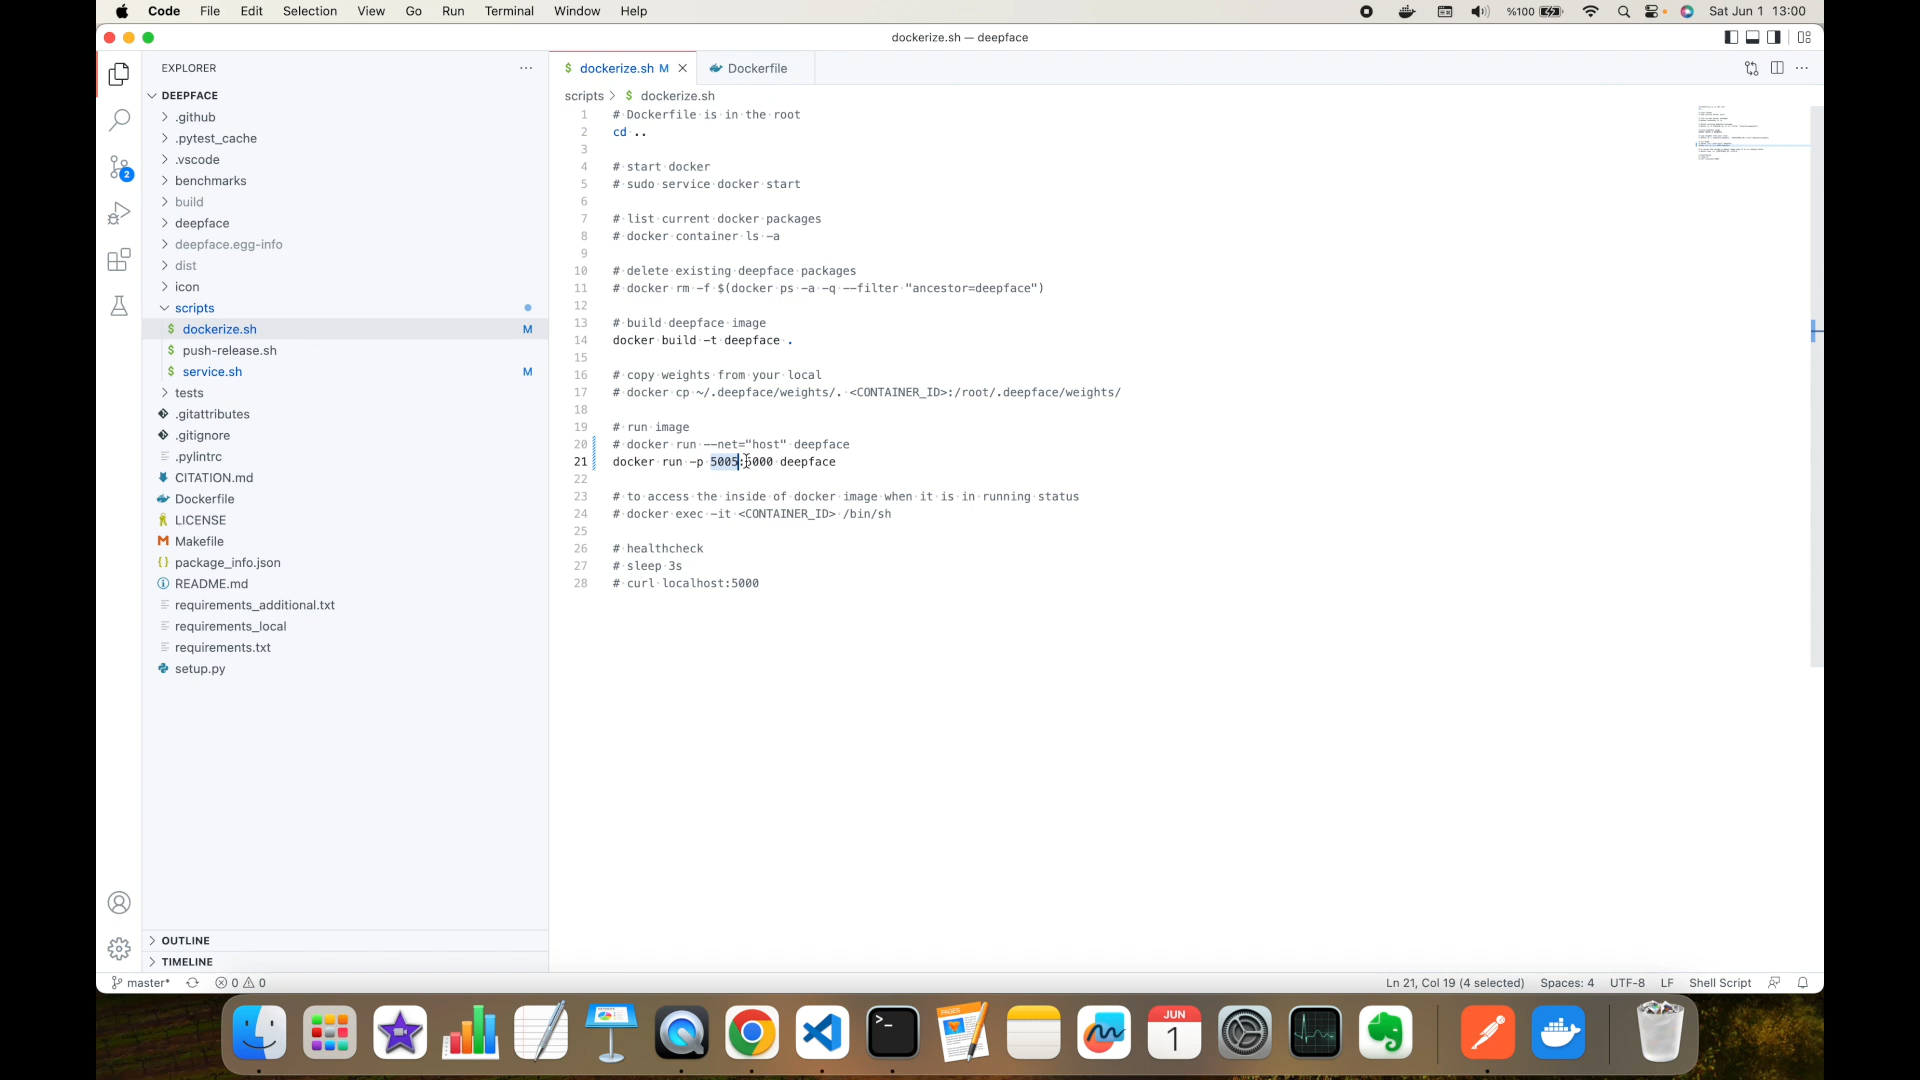 Code File Edit Selection View Go Run Terminal Window Help %100 Sat Jun 1 13:00
dockerize.sh — deepface
EXPLORER
DEEPFACE
.github
.pytest_cache
.vscode
benchmarks
build
deepface
deepface.egg-info
dist
icon
scripts
$ dockerize.sh M
$ push-release.sh
$ service.sh M
tests
.gitattributes
.gitignore
.pylintrc
CITATION.md
Dockerfile
LICENSE
Makefile
package_info.json
README.md
requirements_additional.txt
requirements_local
requirements.txt
setup.py
OUTLINE
TIMELINE
2
$ dockerize.sh M Dockerfile
scripts > $ dockerize.sh
1 # Dockerfile is in the root
2 cd ..
3
4 # start docker
5 # sudo service docker start
6
7 # list current docker packages
8 # docker container ls -a
9
10 # delete existing deepface packages
11 # docker rm -f $(docker ps -a -q --filter "ancestor=deepface")
12
13 # build deepface image
14 docker build -t deepface .
15
16 # copy weights from your local
17 # docker cp ~/.deepface/weights/. <CONTAINER_ID>:/root/.deepface/weights/
18
19 # run image
20 # docker run --net="host" deepface
21 docker run -p 5005:5000 deepface
22
23 # to access the inside of docker image when it is in running status
24 # docker exec -it <CONTAINER_ID> /bin/sh
25
26 # healthcheck
27 # sleep 3s
28 # curl localhost:5000
master* 0 0 Ln 21, Col 19 (4 selected) Spaces: 4 UTF-8 LF Shell Script
JUN
1
PAGES